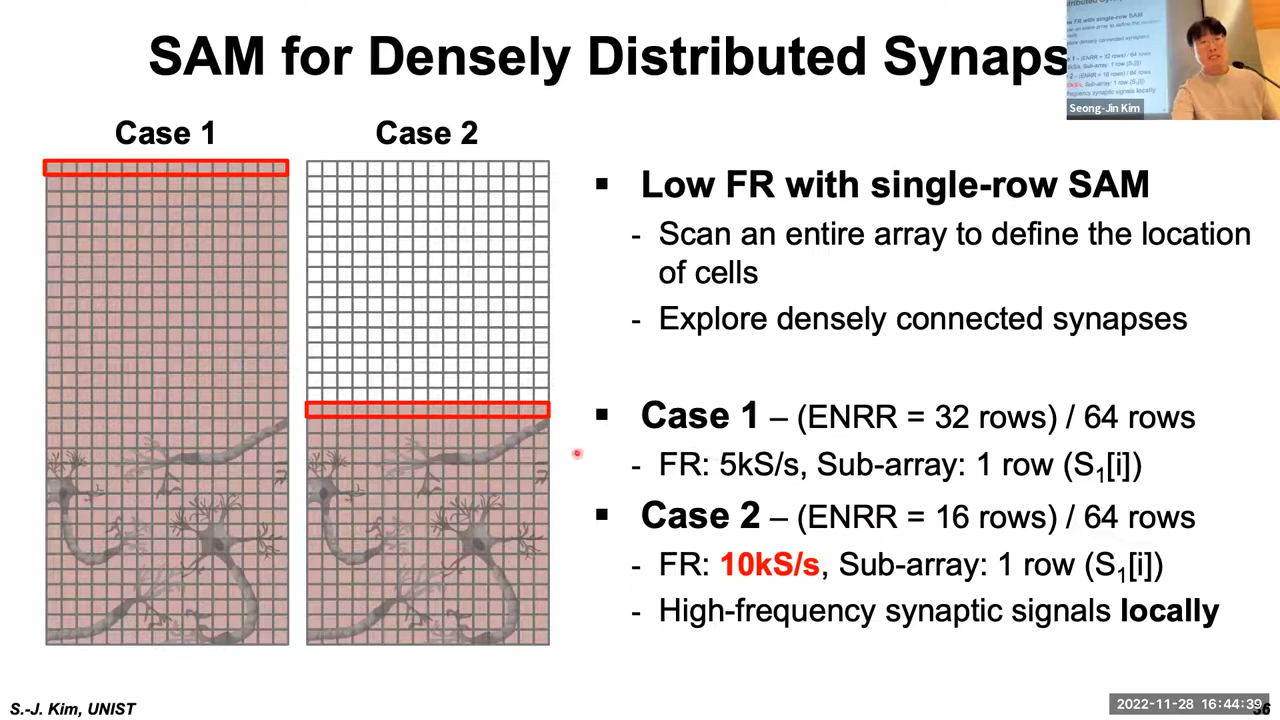 SAM for Densely Distributed Synaps
Case 1
Case 2
▪ Low FR with single-row SAM
- Scan an entire array to define the location
of cells
- Explore densely connected synapses
▪ Case 1 – (ENRR = 32 rows) / 64 rows
- FR: 5kS/s, Sub-array: 1 row (S1[i])
▪ Case 2 – (ENRR = 16 rows) / 64 rows
- FR: 10kS/s, Sub-array: 1 row (S1[i])
- High-frequency synaptic signals locally
Seong-Jin Kim
S.-J. Kim, UNIST
2022-11-28 16:44:39